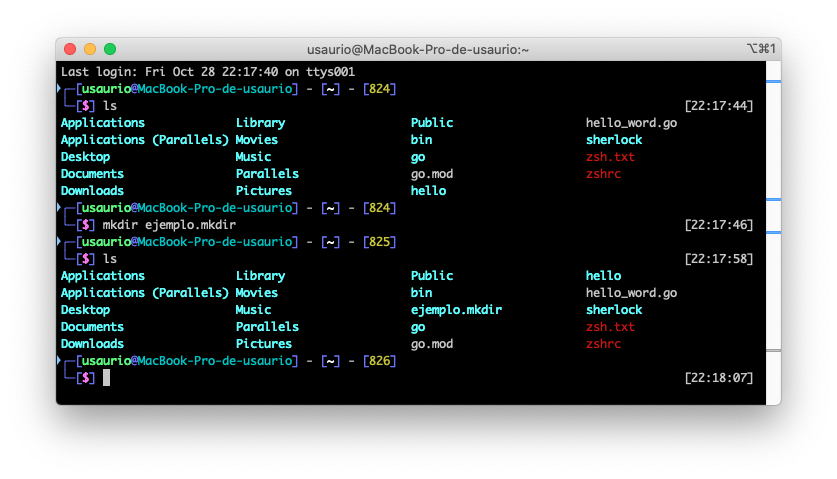 usaurio@MacBook-Pro-de-usaurio:~ ⌥⌘1
Last login: Fri Oct 28 22:17:40 on ttys001
┌─[usaurio@MacBook-Pro-de-usaurio] - [~] - [824]
└─[$] ls [22:17:44]
Applications Library Public hello_word.go
Applications (Parallels) Movies bin sherlock
Desktop Music go zsh.txt
Documents Parallels go.mod zshrc
Downloads Pictures hello
┌─[usaurio@MacBook-Pro-de-usaurio] - [~] - [824]
└─[$] mkdir ejemplo.mkdir [22:17:46]
┌─[usaurio@MacBook-Pro-de-usaurio] - [~] - [825]
└─[$] ls [22:17:58]
Applications Library Public hello
Applications (Parallels) Movies bin hello_word.go
Desktop Music ejemplo.mkdir sherlock
Documents Parallels go zsh.txt
Downloads Pictures go.mod zshrc
┌─[usaurio@MacBook-Pro-de-usaurio] - [~] - [826]
└─[$] [22:18:07]